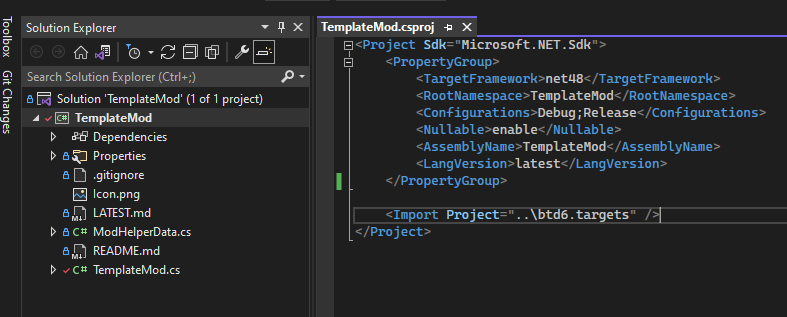 Toolbox
Git Changes
Solution Explorer
Search Solution Explorer (Ctrl+;)
Solution 'TemplateMod' (1 of 1 project)
TemplateMod
Dependencies
Properties
.gitignore
Icon.png
LATEST.md
ModHelperData.cs
README.md
TemplateMod.cs
TemplateMod.csproj
<Project Sdk="Microsoft.NET.Sdk">
<PropertyGroup>
<TargetFramework>net48</TargetFramework>
<RootNamespace>TemplateMod</RootNamespace>
<Configurations>Debug;Release</Configurations>
<Nullable>enable</Nullable>
<AssemblyName>TemplateMod</AssemblyName>
<LangVersion>latest</LangVersion>
</PropertyGroup>
<Import Project="..\btd6.targets" />
</Project>